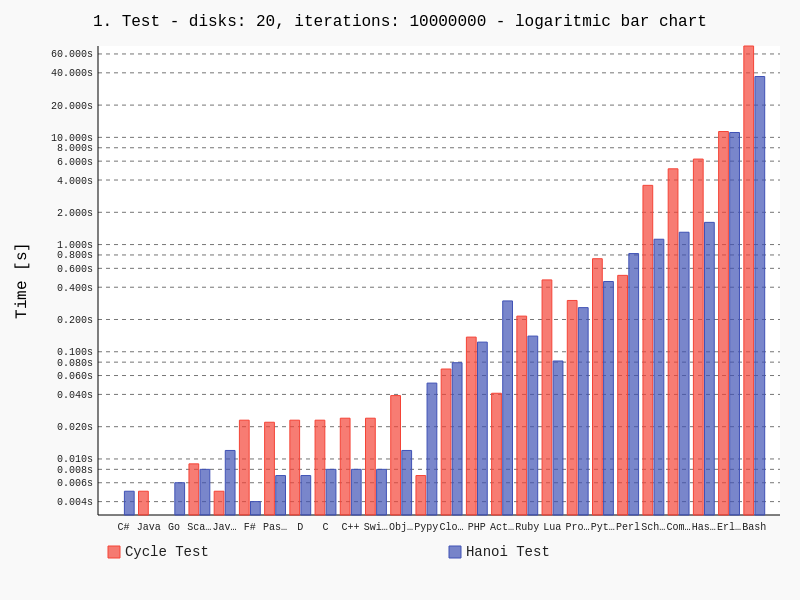 1. Test - disks: 20, iterations: 10000000 - logaritmic bar chart
60.000s
40.000s
20.000s
10.000s
8.000s
6.000s
4.000s
2.000s
1.000s
0.800s
0.600s
0.400s
0.200s
0.100s
0.080s
0.060s
0.040s
0.020s
0.010s
0.008s
0.006s
0.004s
Time [s]
C# Java Go Sca… Jav… F# Pas… D C C++ Swi… Obj… Pypy Clo… PHP Act… Ruby Lua Pro… Pyt… Perl Sch… Com… Has… Erl… Bash
Cycle Test Hanoi Test